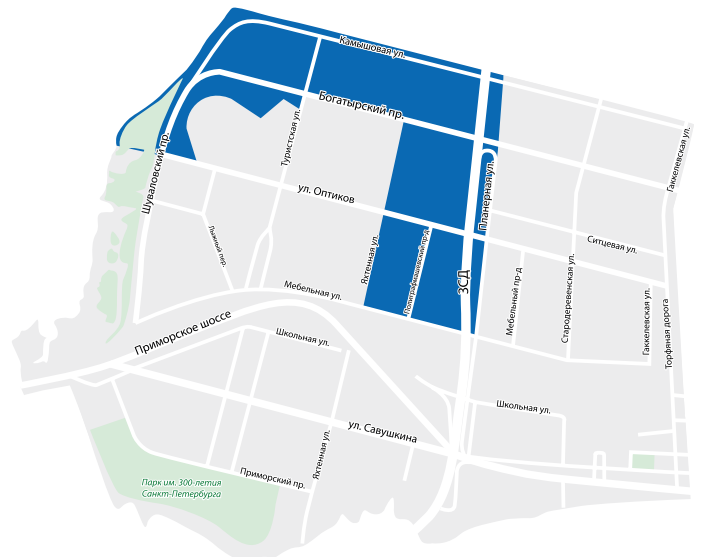 Камышовая ул.
Богатырский пр.
Туристская ул.
Шуваловский пр.
Гаккелевская ул.
ул. Оптиков
Планерная ул.
Лыжный пер.
Яхтенная ул.
Полиграфмашевский пр-д
Ситцевая ул.
ЗСД
Мебельная ул.
Мебельный пр-д
Стародеревенская ул.
Гаккелевская ул.
Торфяная дорога
Приморское шоссе
Школьная ул.
Школьная ул.
ул. Савушкина
Яхтенная ул.
Приморский пр.
Парк им. 300-летия
Санкт-Петербурга